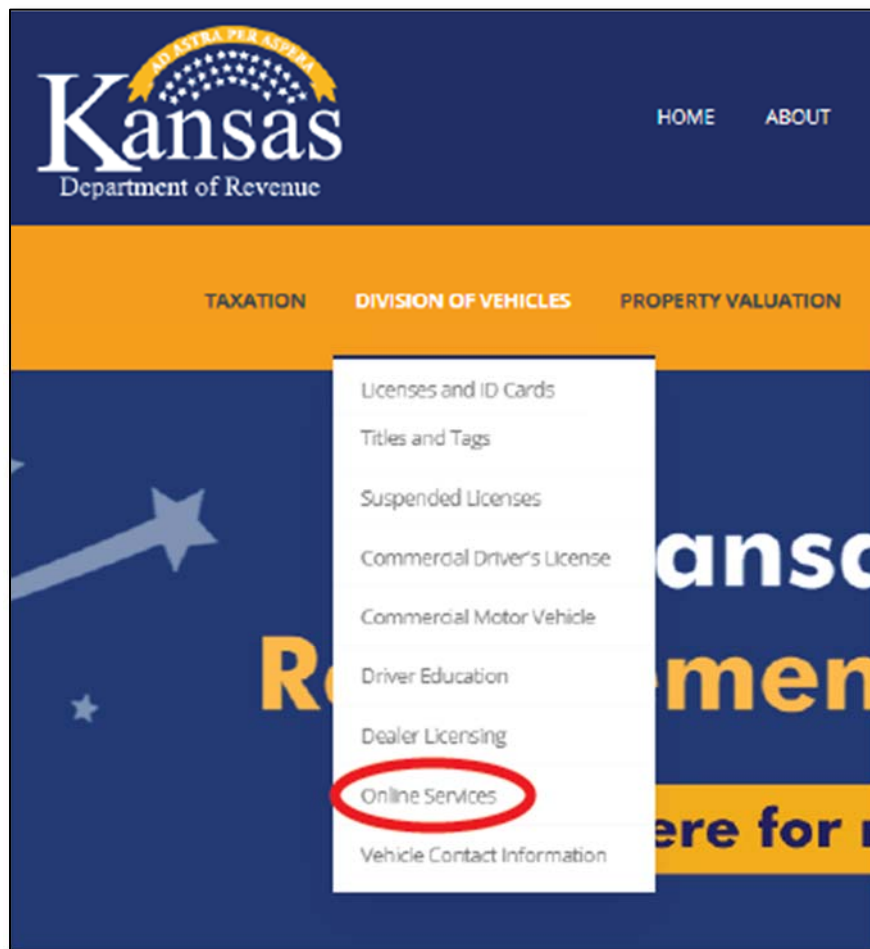 AD ASTRA PER ASPERA
Kansas
Department of Revenue
HOME ABOUT
TAXATION DIVISION OF VEHICLES PROPERTY VALUATION
Licenses and ID Cards
Titles and Tags
Suspended Licenses
Commercial Driver's License
Commercial Motor Vehicle
Driver Education
Dealer Licensing
Online Services
Vehicle Contact Information